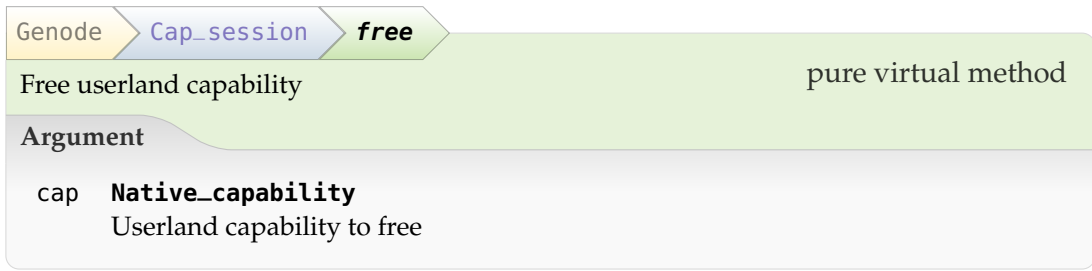 Genode Cap_session free
Free userland capability pure virtual method
Argument
cap Native_capability
Userland capability to free